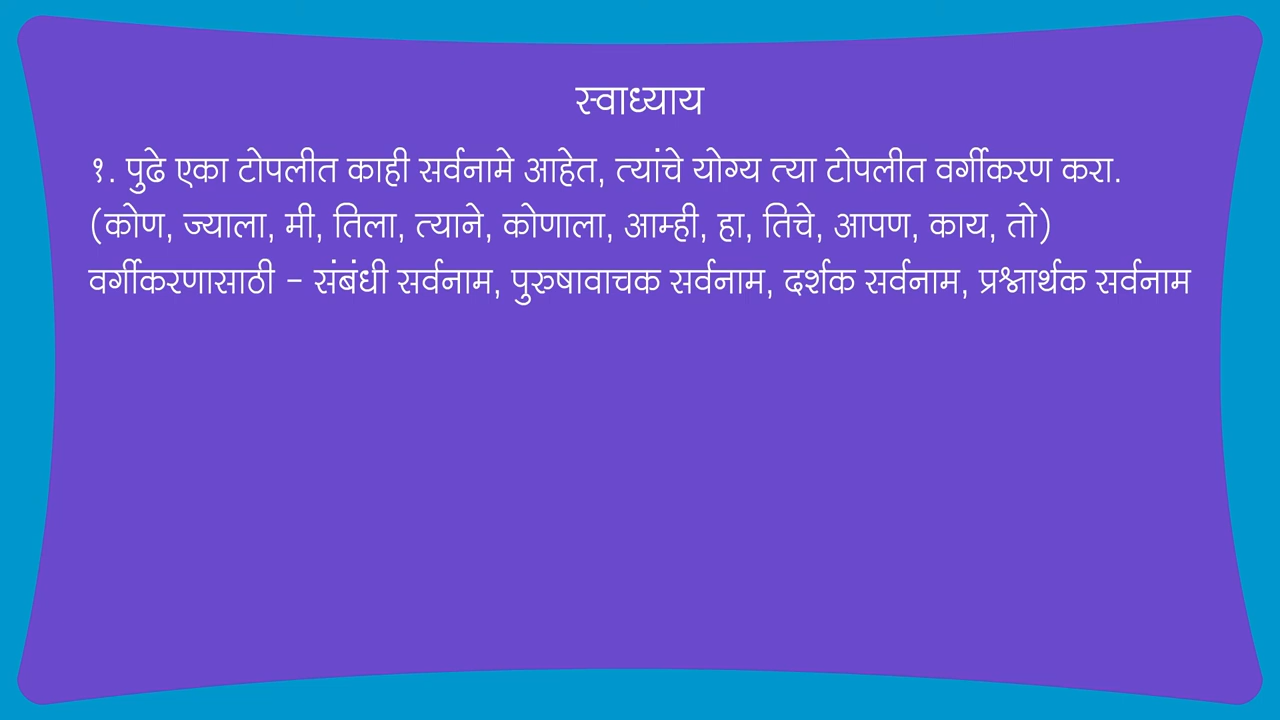 स्वाध्याय
१. पुढे एका टोपलीत काही सर्वनामे आहेत, त्यांचे योग्य त्या टोपलीत वर्गीकरण करा.
(कोण, ज्याला, मी, तिला, त्याने, कोणाला, आम्ही, हा, तिचे, आपण, काय, तो)
वर्गीकरणासाठी – संबंधी सर्वनाम, पुरुषावाचक सर्वनाम, दर्शक सर्वनाम, प्रश्नार्थक सर्वनाम